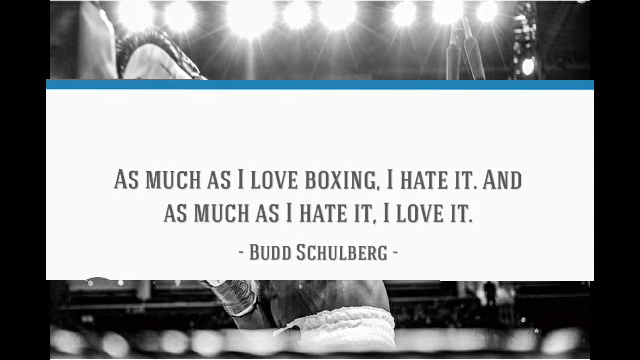 As much as I love boxing, I hate it. And
as much as I hate it, I love it.
- Budd Schulberg -